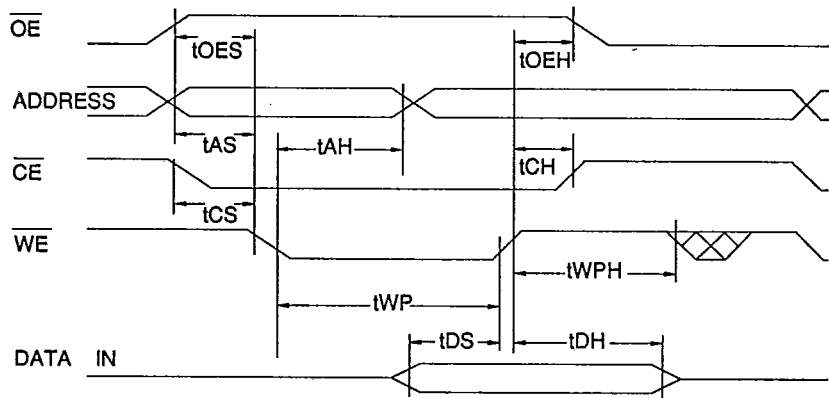 OE
tOES
tOEH
ADDRESS
tAS
tAH
tCH
CE
tCS
WE
tWPH
tWP
tDS
tDH
DATA IN